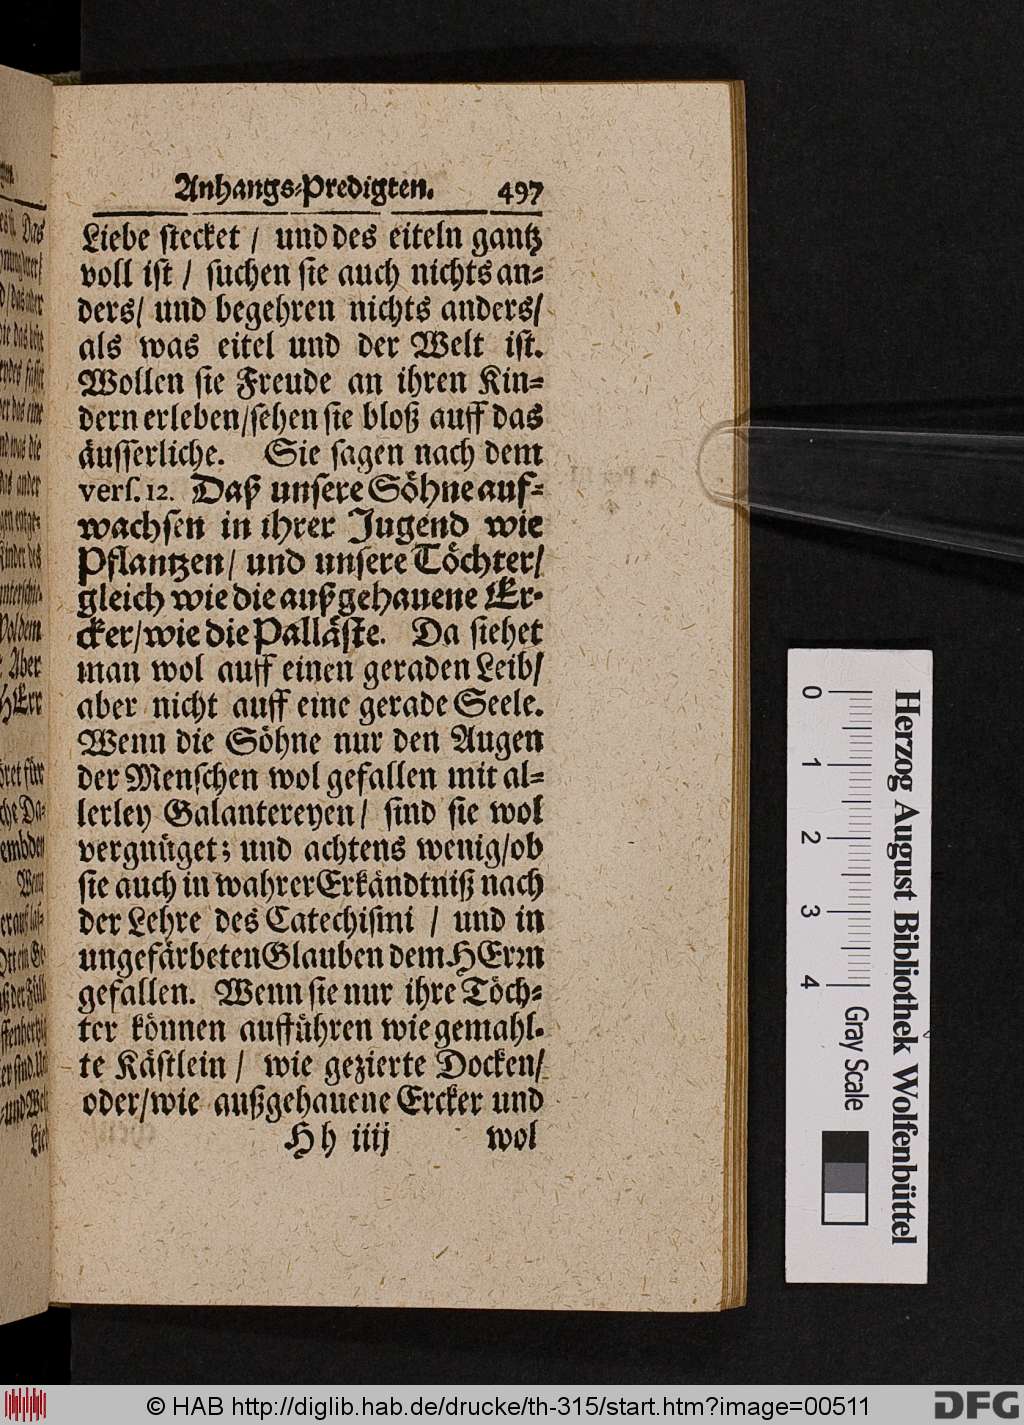 Anhangs-Predigten. 497
Liebe stecket / und des eiteln gantz
voll ist / suchen sie auch nichts an-
ders/ und begehren nichts anders/
als was eitel und der Welt ist.
Wollen sie Freude an ihren Kin-
dern erleben/sehen sie bloß auff das
äusserliche. Sie sagen nach dem
vers. 12. Daß unsere Söhne auf-
wachsen in ihrer Jugend wie
Pflantzen/ und unsere Töchter/
gleich wie die außgehauene Er-
cker/wie die Palläste. Da siehet
man wol auff einen geraden Leib/
aber nicht auff eine gerade Seele.
Wenn die Söhne nur den Augen
der Menschen wol gefallen mit al-
lerley Galantereyen/ sind sie wol
vergnüget; und achtens wenig/ob
sie auch in wahrer Erkändtniß nach
der Lehre des Catechismi / und in
ungefärbeten Glauben dem HErrn
gefallen. Wenn sie nur ihre Töch-
ter können aufführen wie gemahl-
te Kästlein / wie gezierte Docken/
oder/wie außgehauene Ercker und
Hh iiij wol
0 1 2 3 4
Herzog August Bibliothek Wolfenbüttel
Gray Scale
© HAB http://diglib.hab.de/drucke/th-315/start.htm?image=00511
DFG